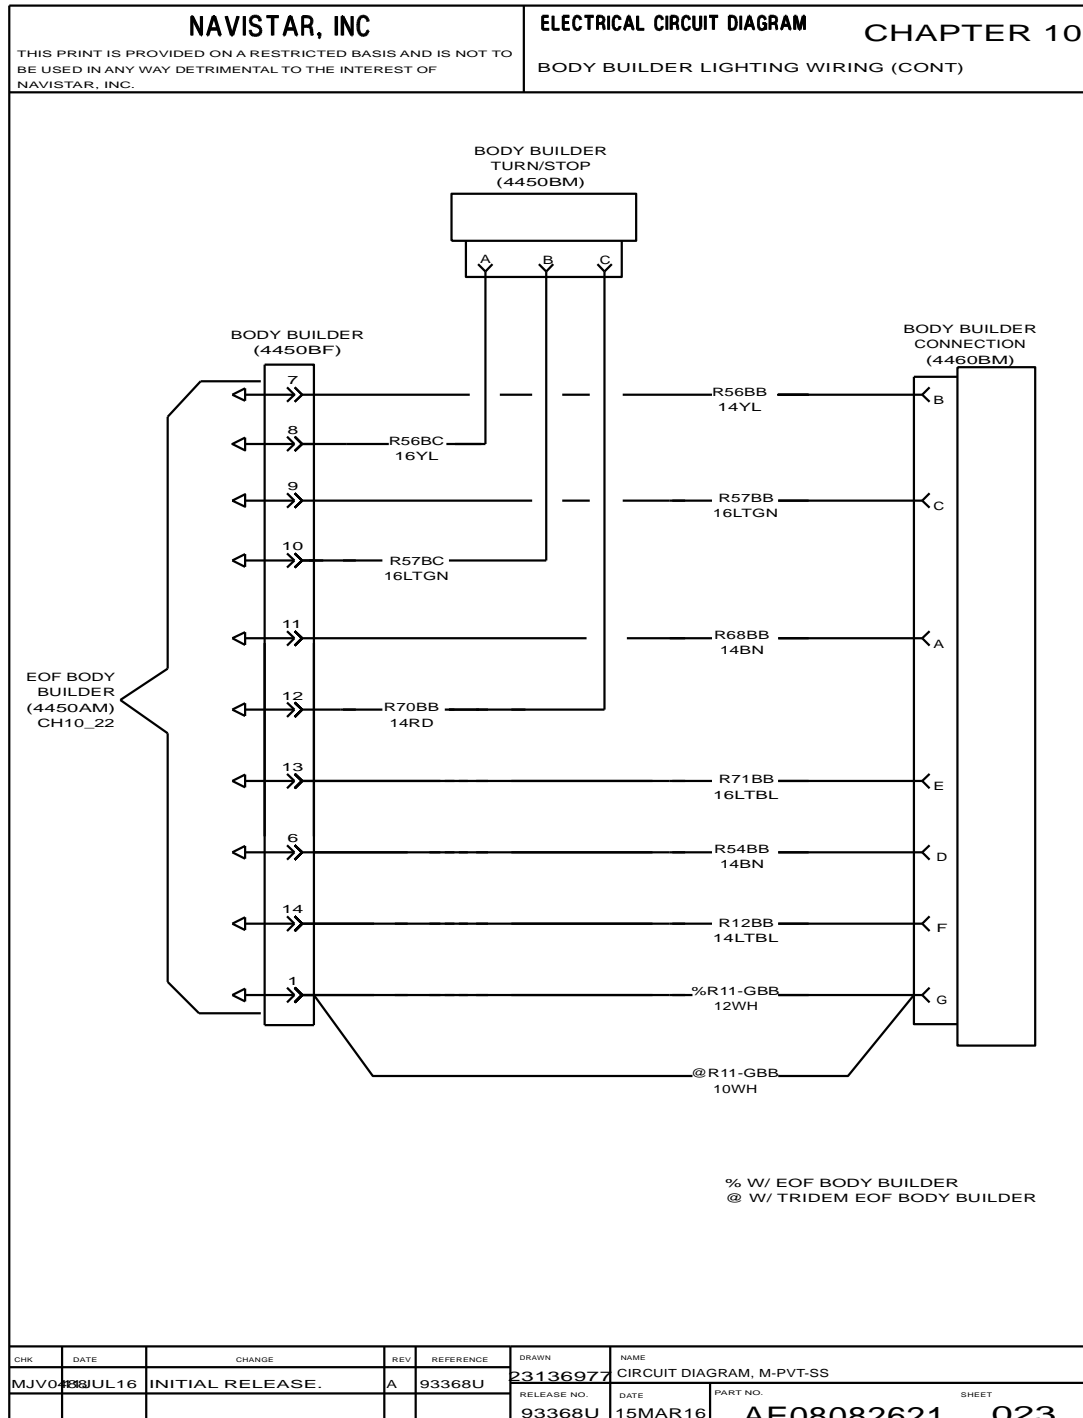 NAVISTAR, INC
THIS PRINT IS PROVIDED ON A RESTRICTED BASIS AND IS NOT TO
BE USED IN ANY WAY DETRIMENTAL TO THE INTEREST OF
NAVISTAR, INC.
ELECTRICAL CIRCUIT DIAGRAM
CHAPTER 10
BODY BUILDER LIGHTING WIRING (CONT)
BODY BUILDER
TURN/STOP
(4450BM)
A B C
BODY BUILDER
(4450BF)
BODY BUILDER
CONNECTION
(4460BM)
7
R56BB
14YL
B
8
R56BC
16YL
9
R57BB
16LTGN
C
10
R57BC
16LTGN
11
R68BB
14BN
A
EOF BODY
BUILDER
(4450AM)
CH10_22
12
R70BB
14RD
13
R71BB
16LTBL
E
6
R54BB
14BN
D
14
R12BB
14LTBL
F
1
%R11-GBB
12WH
G
@R11-GBB
10WH
% W/ EOF BODY BUILDER
@ W/ TRIDEM EOF BODY BUILDER
CHK DATE CHANGE REV REFERENCE DRAWN NAME
INITIAL RELEASE. A 93368U 23136977 CIRCUIT DIAGRAM, M-PVT-SS
RELEASE NO. DATE PART NO. SHEET
93368U 15MAR16 AE08082621 023